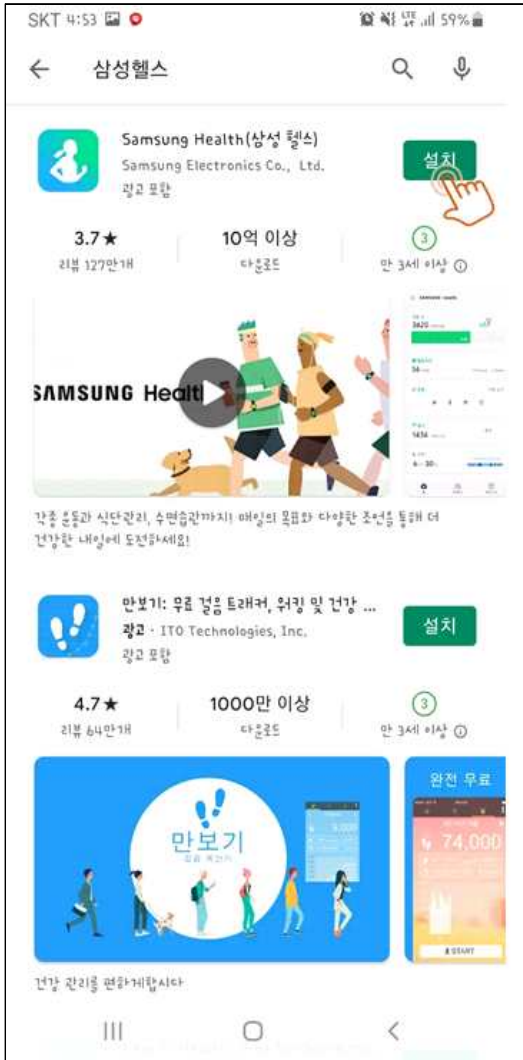 SKT 4:53
LTE 59%
삼성헬스
Samsung Health(삼성 헬스)
Samsung Electronics Co., Ltd.
광고 포함
설치
3.7★
리뷰 127만개
10억 이상
다운로드
3
만 3세 이상
SAMSUNG Health
SAMSUNG Health
3420
56
1434
6 30
각종 운동과 식단관리, 수면습관까지! 매일의 목표와 다양한 조언을 통해 더
건강한 내일에 도전하세요!
만보기: 무료 걸음 트래커, 워킹 및 건강 ...
광고 · ITO Technologies, Inc.
광고 포함
설치
4.7★
리뷰 64만개
1000만 이상
다운로드
3
만 3세 이상
만보기
완전 무료
74,000
START
건강 관리를 편하게합시다